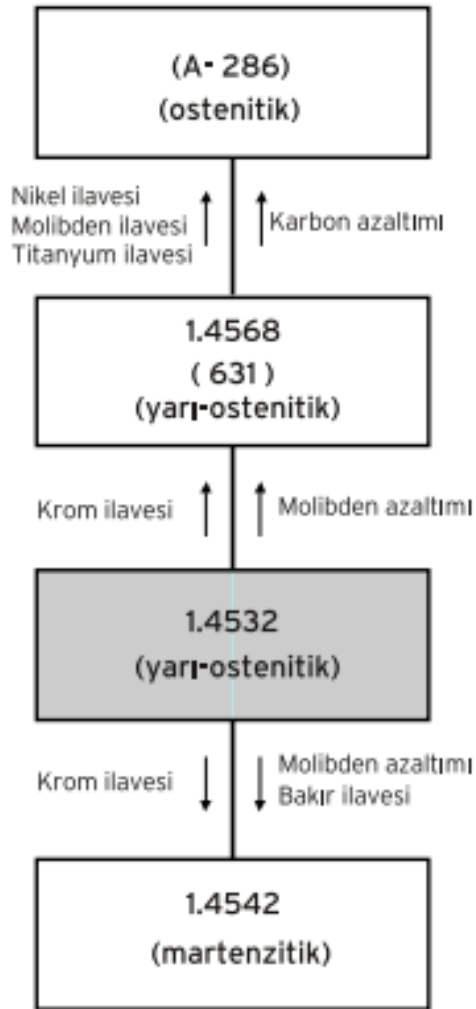 (A- 286)
(ostenitik)
Nikel ilavesi
Molibden ilavesi
Titanyum ilavesi
Karbon azaltımı
1.4568
( 631 )
(yarı-ostenitik)
Krom ilavesi
Molibden azaltımı
1.4532
(yarı-ostenitik)
Krom ilavesi
Molibden azaltımı
Bakır ilavesi
1.4542
(martenzitik)